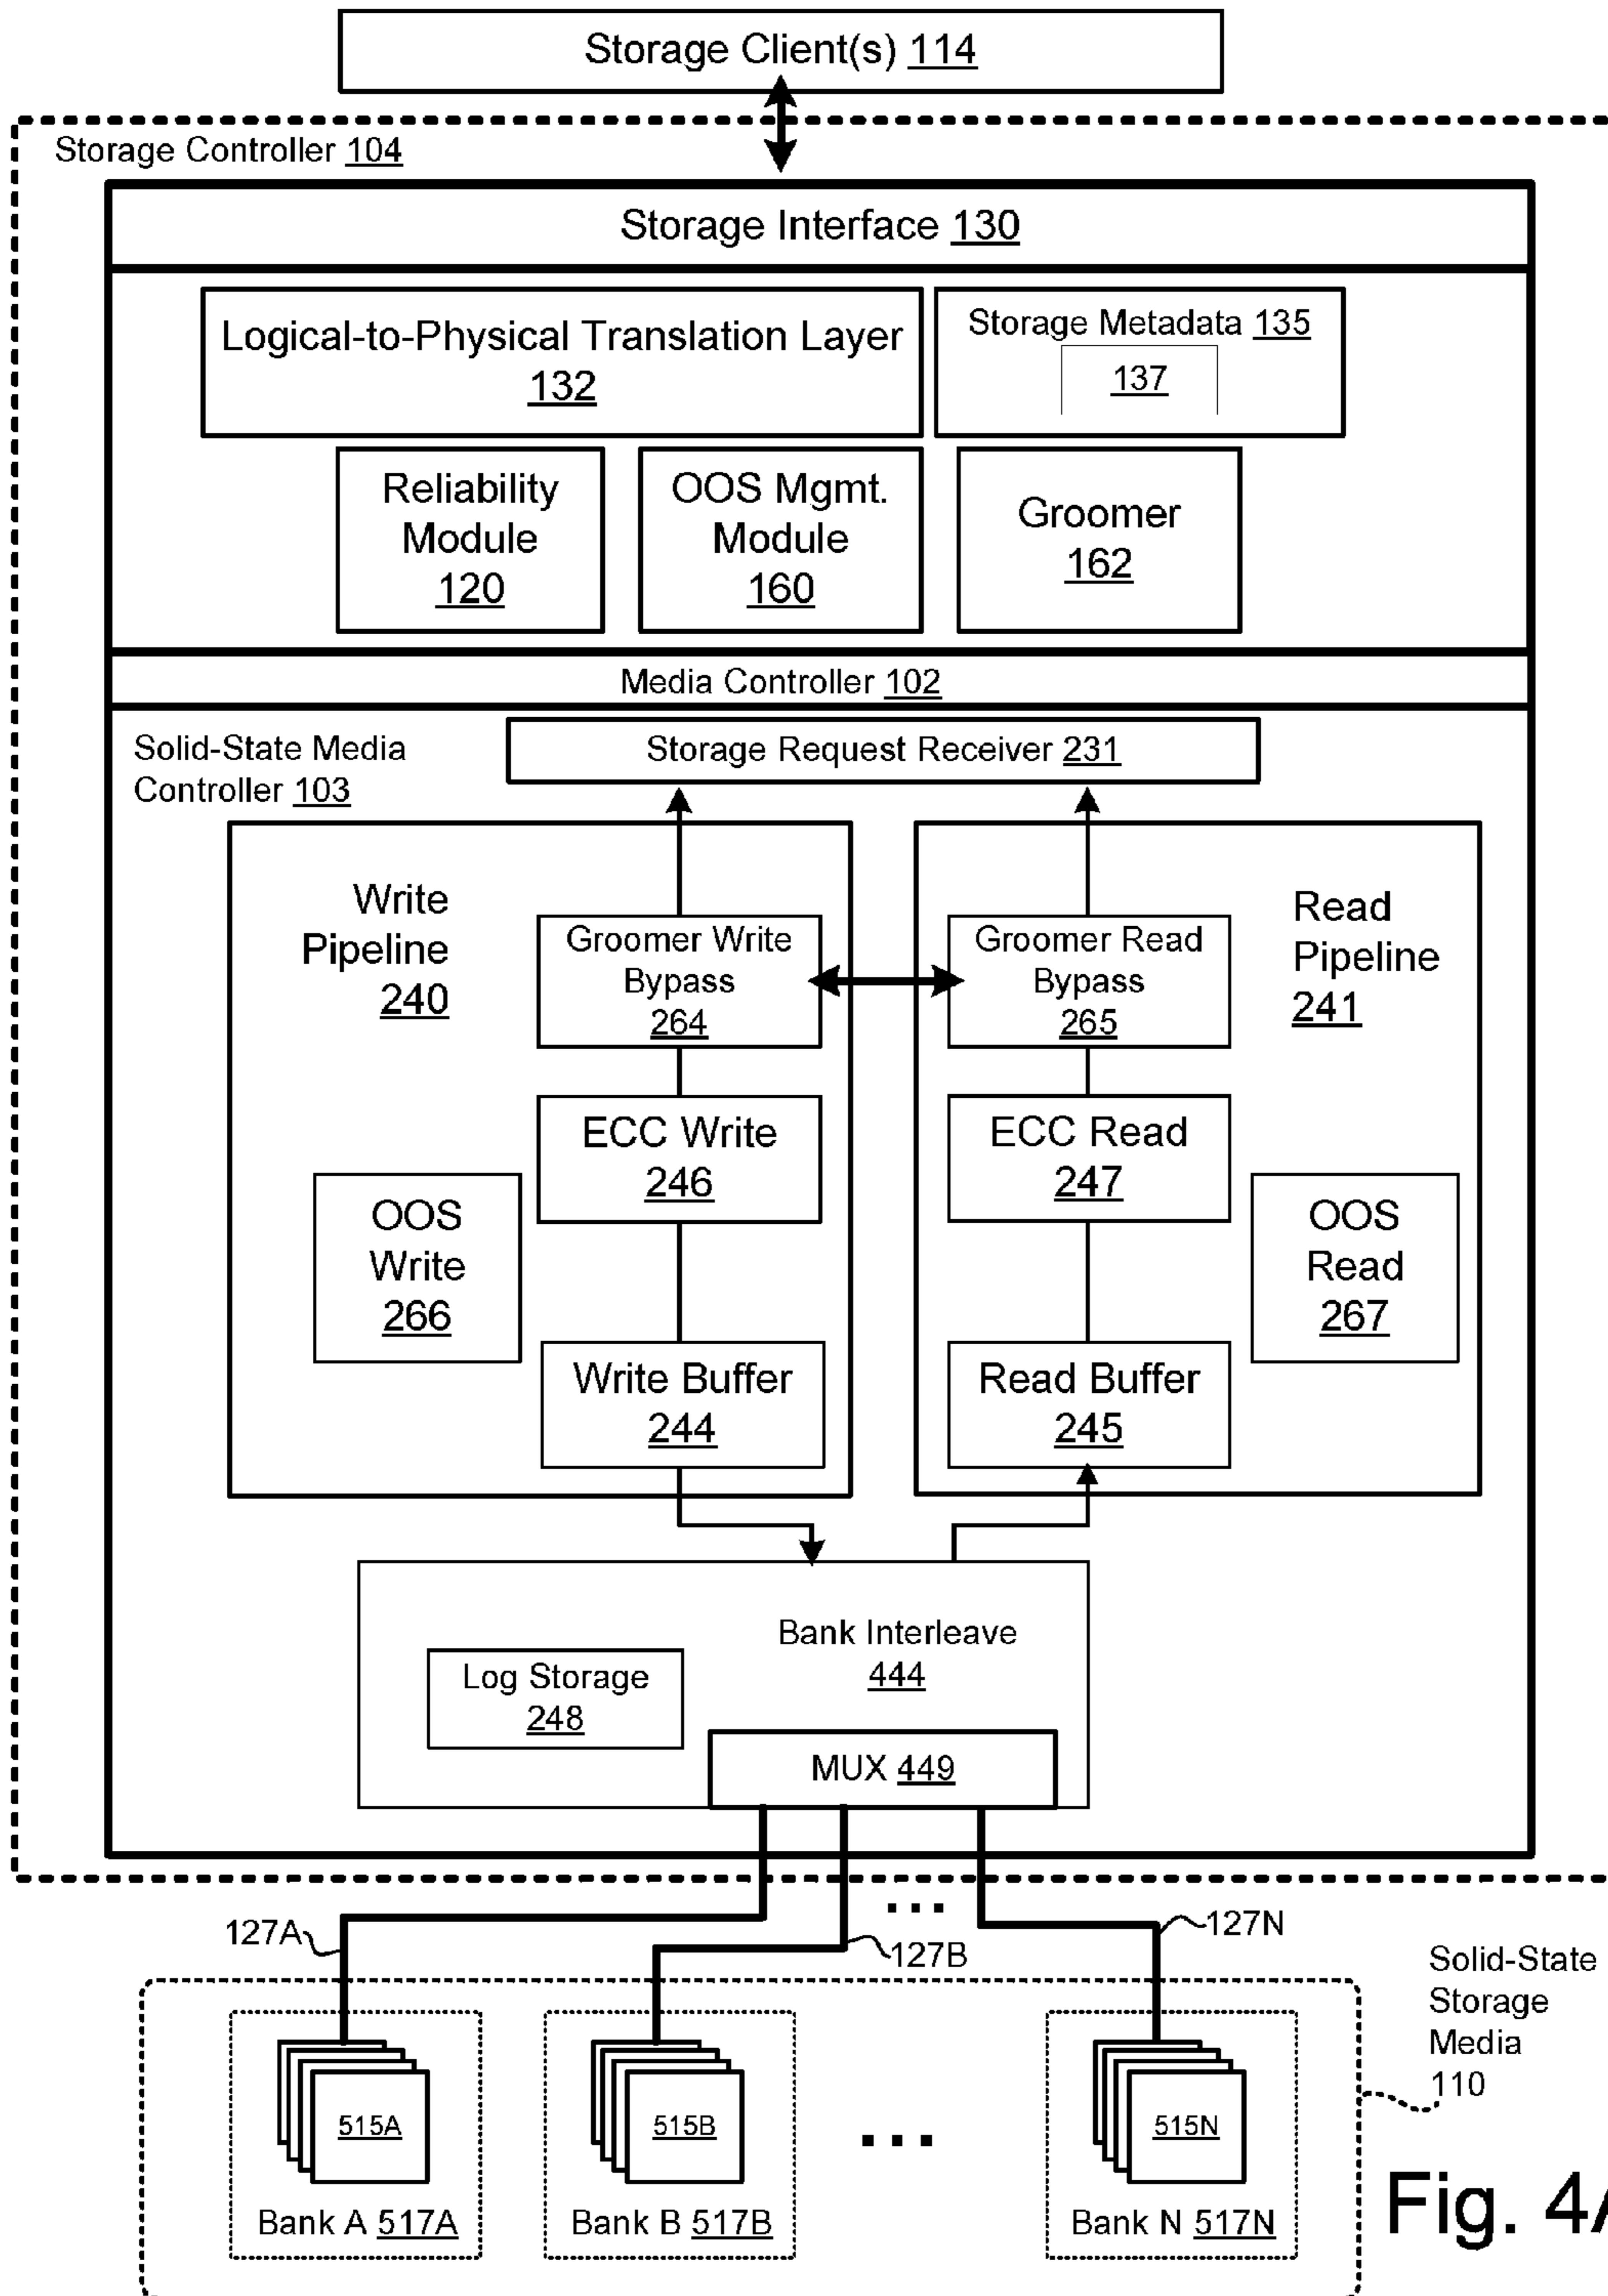 Storage Client(s) 114
Storage Controller 104
Storage Interface 130
Logical-to-Physical Translation Layer
132
Storage Metadata 135
137
Reliability
Module
120
OOS Mgmt.
Module
160
Groomer
162
Media Controller 102
Solid-State Media
Controller 103
Storage Request Receiver 231
Write
Pipeline
240
Groomer Write
Bypass
264
Groomer Read
Bypass
265
Read
Pipeline
241
ECC Write
246
ECC Read
247
OOS
Write
266
OOS
Read
267
Write Buffer
244
Read Buffer
245
Bank Interleave
444
Log Storage
248
MUX 449
...
127A
127B
127N
Solid-State
Storage
Media
110
515A
515B
...
515N
Bank A 517A
Bank B 517B
Bank N 517N
Fig. 4A